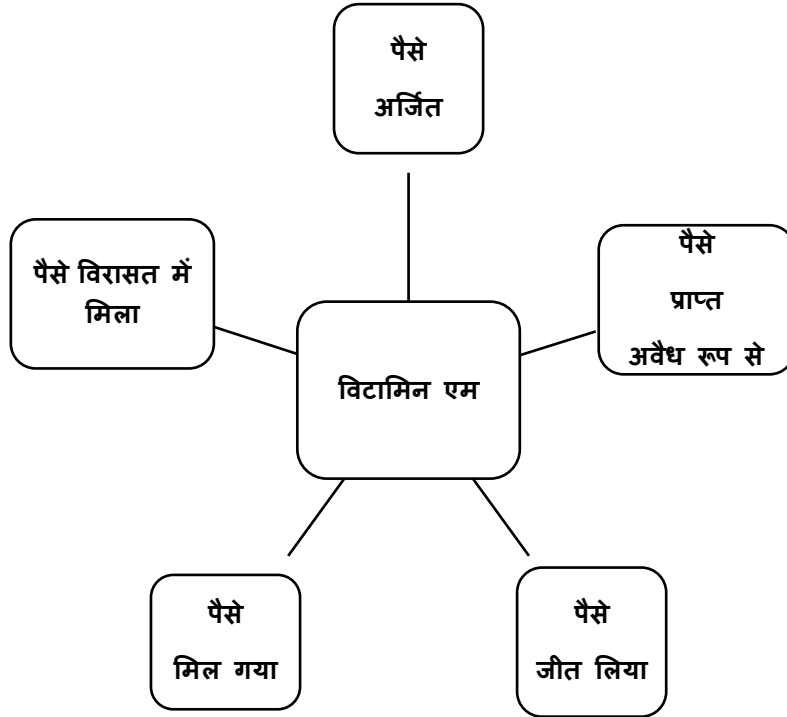 पैसे
अर्जित
पैसे विरासत में
मिला
पैसे
प्राप्त
अवैध रूप से
विटामिन एम
पैसे
मिल गया
पैसे
जीत लिया